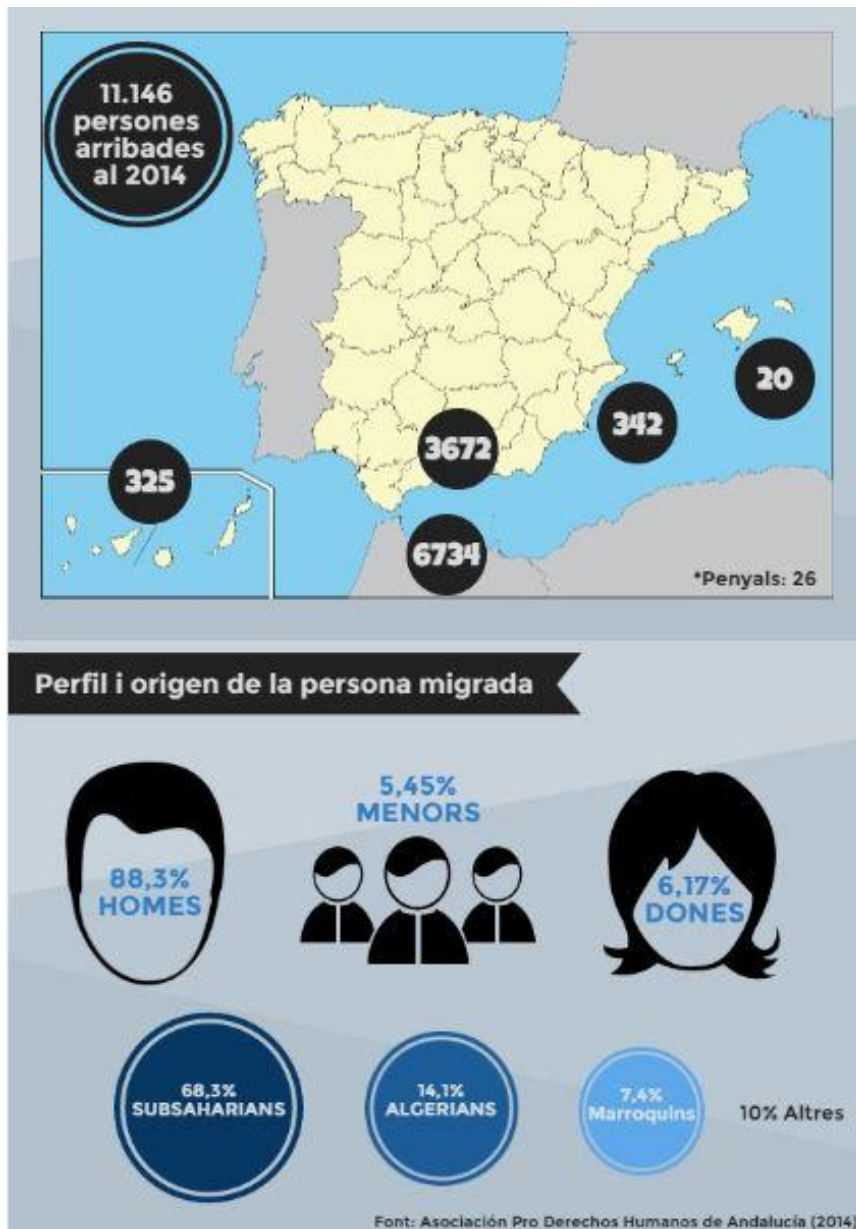 11.146
persones
arribades
al 2014
20
342
3672
325
6734
*Penyals: 26
Perfil i origen de la persona migrada
5,45%
MENORS
88,3%
HOMES
6,17%
DONES
68,3%
SUBSAHARIANS
14,1%
ALGERIANS
7,4%
Marroquins
10% Altres
Font: Asociación Pro Derechos Humanos de Andalucía (2014)